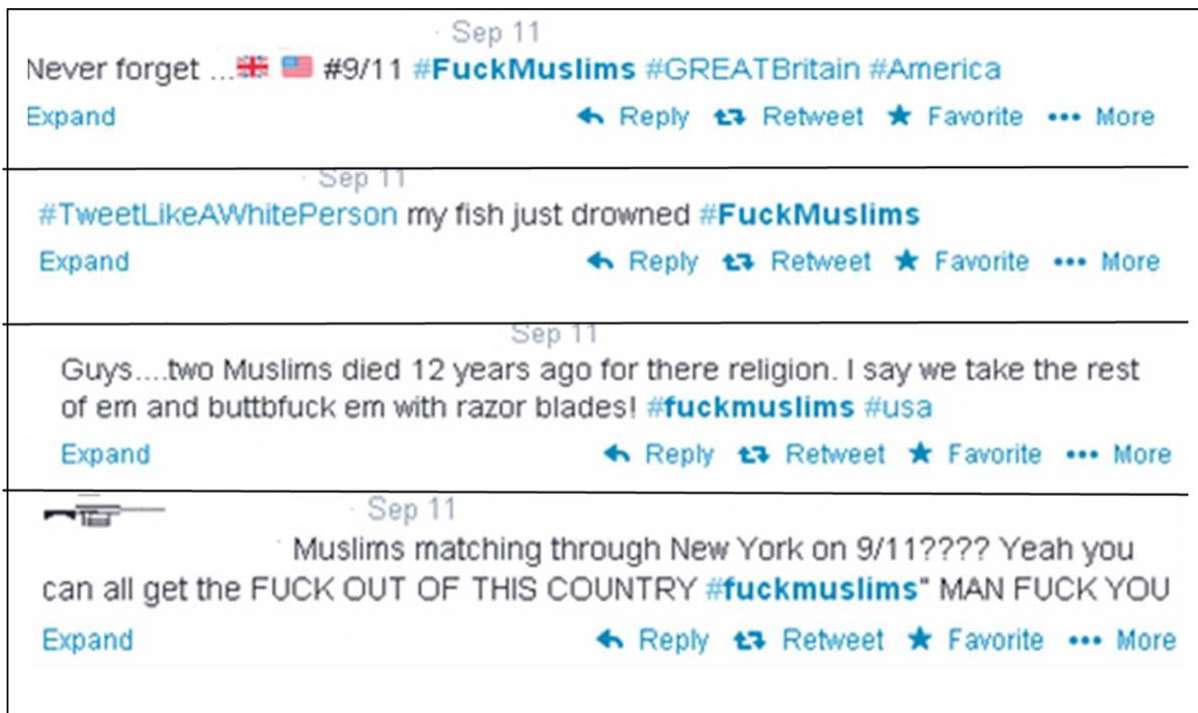 · Sep 11
Never forget ...🇬🇧 🇺🇸 #9/11 #FuckMuslims #GREATBritain #America
Expand Reply Retweet Favorite ••• More
· Sep 11
#TweetLikeAWhitePerson my fish just drowned #FuckMuslims
Expand Reply Retweet Favorite ••• More
Sep 11
Guys....two Muslims died 12 years ago for there religion. I say we take the rest
of em and buttbfuck em with razor blades! #fuckmuslims #usa
Expand Reply Retweet Favorite ••• More
· Sep 11
Muslims matching through New York on 9/11???? Yeah you
can all get the FUCK OUT OF THIS COUNTRY #fuckmuslims" MAN FUCK YOU
Expand Reply Retweet Favorite ••• More